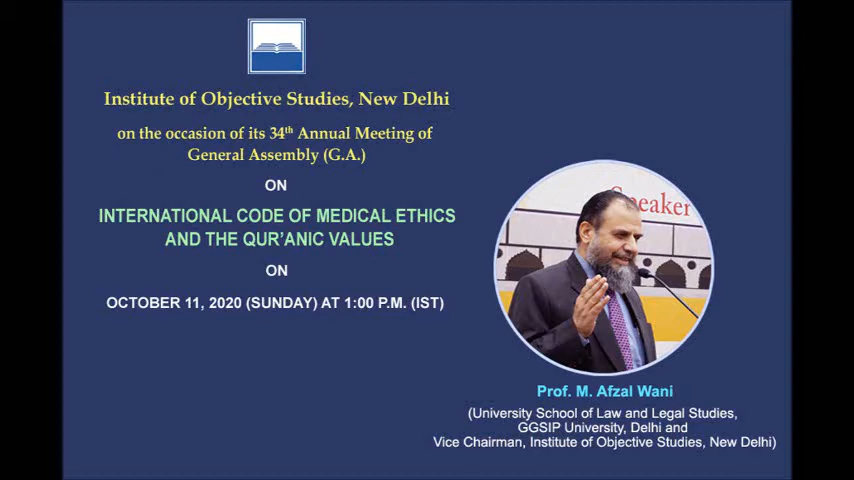 Institute of Objective Studies, New Delhi
on the occasion of its 34th Annual Meeting of
General Assembly (G.A.)
ON
INTERNATIONAL CODE OF MEDICAL ETHICS
AND THE QUR'ANIC VALUES
ON
OCTOBER 11, 2020 (SUNDAY) AT 1:00 P.M. (IST)
Speaker
Prof. M. Afzal Wani
(University School of Law and Legal Studies,
GGSIP University, Delhi and
Vice Chairman, Institute of Objective Studies, New Delhi)